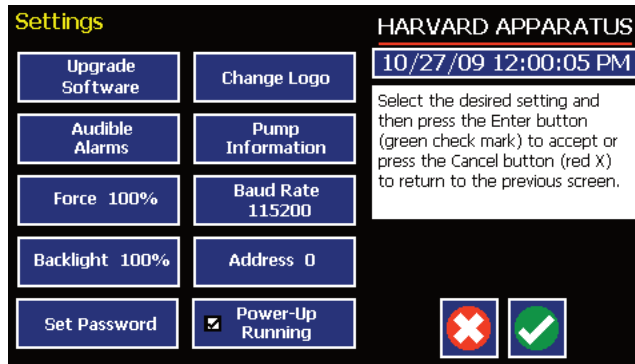 Settings
HARVARD APPARATUS
10/27/09 12:00:05 PM
Upgrade
Software
Change Logo
Audible
Alarms
Pump
Information
Force 100%
Baud Rate
115200
Backlight 100%
Address 0
Set Password
Power-Up
Running
Select the desired setting and
then press the Enter button
(green check mark) to accept or
press the Cancel button (red X)
to return to the previous screen.